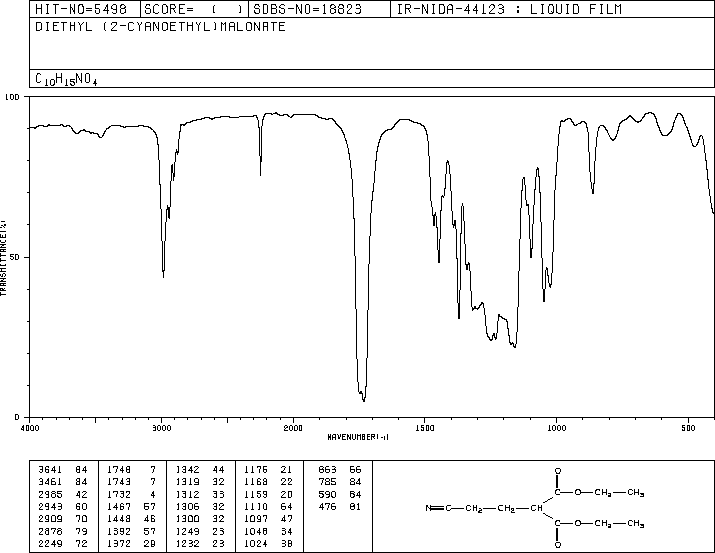 HIT-NO=5498 SCORE= ( ) SDBS-NO=18823 IR-NIDA-44123 : LIQUID FILM
DIETHYL (2-CYANOETHYL)MALONATE
C10H15NO4
100
50
0
TRANSMITTANCE(%)
4000 3000 2000 1500 1000 500
WAVENUMBER(-1)
3641 84 1748 7 1342 44 1176 21 863 66
3461 84 1743 7 1319 32 1168 22 785 84
2985 42 1732 4 1312 33 1159 20 590 84
2943 60 1467 57 1306 32 1110 64 476 81
2909 70 1448 46 1300 32 1097 47
2878 79 1392 57 1249 23 1048 34
2249 72 1372 29 1232 23 1024 38
O
C—O—CH2—CH3
N≡C—CH2—CH2—CH
C—O—CH2—CH3
O